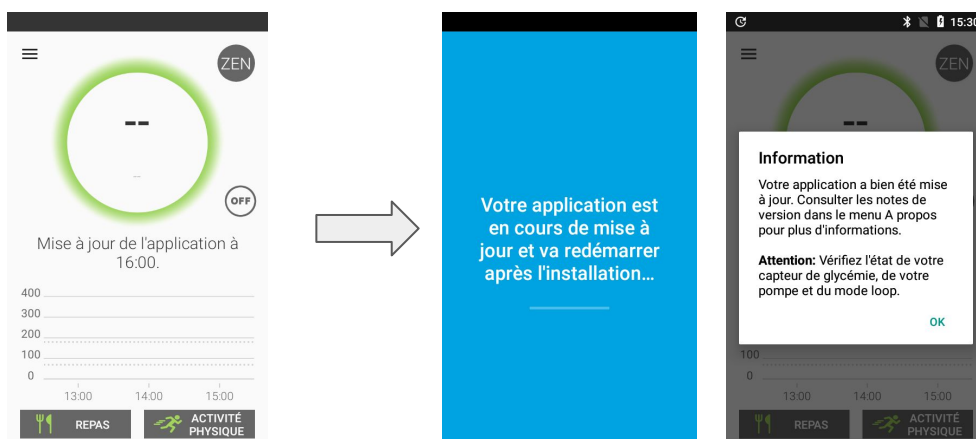 ZEN
--
--
OFF
Mise à jour de l'application à
16:00.
400
300
200
100
0
13:00 14:00 15:00
REPAS
ACTIVITÉ
PHYSIQUE
Votre application est
en cours de mise à
jour et va redémarrer
après l'installation...
15:30
ZEN
--
Information
Votre application a bien été mise
à jour. Consulter les notes de
version dans le menu A propos
pour plus d'informations.
Attention: Vérifiez l'état de votre
capteur de glycémie, de votre
pompe et du mode loop.
OK
100
0
13:00 14:00 15:00
REPAS
ACTIVITÉ
PHYSIQUE